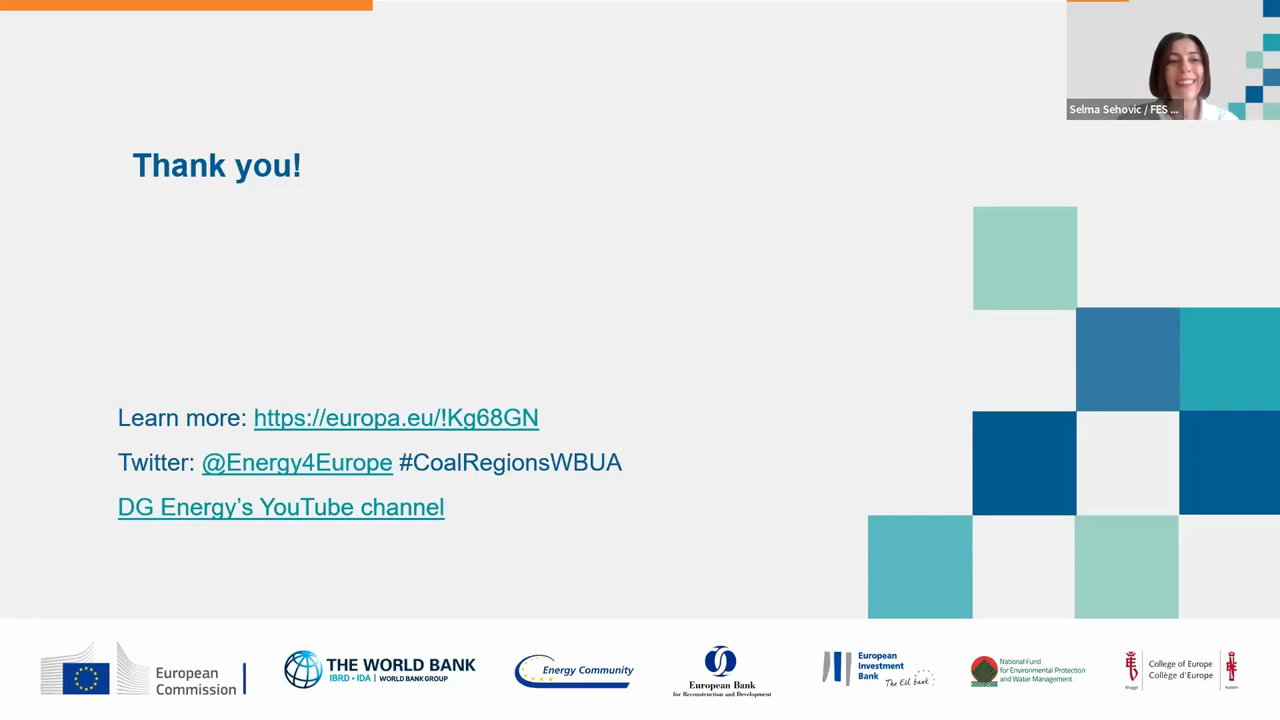 Selma Sehovic / FES ...
Thank you!
Learn more: https://europa.eu/!Kg68GN
Twitter: @Energy4Europe #CoalRegionsWBUA
DG Energy’s YouTube channel
European
Commission
THE WORLD BANK
IBRD • IDA | WORLD BANK GROUP
Energy Community
European Bank
for Reconstruction and Development
European
Investment
Bank
The EU bank
National Fund
for Environmental Protection
and Water Management
College of Europe
Collège d'Europe
Brugge
Natolin